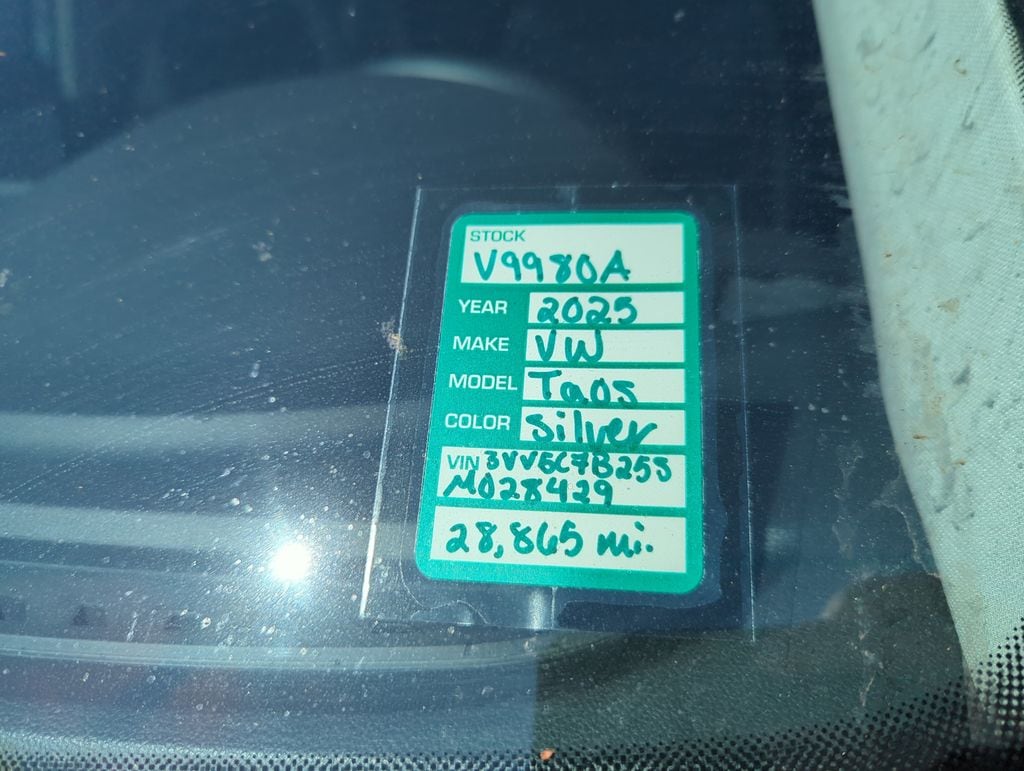 STOCK
V9980A
YEAR 2025
MAKE VW
MODEL Taos
COLOR Silver
VIN 3VV6C7B25S
M028429
28,865 mi.